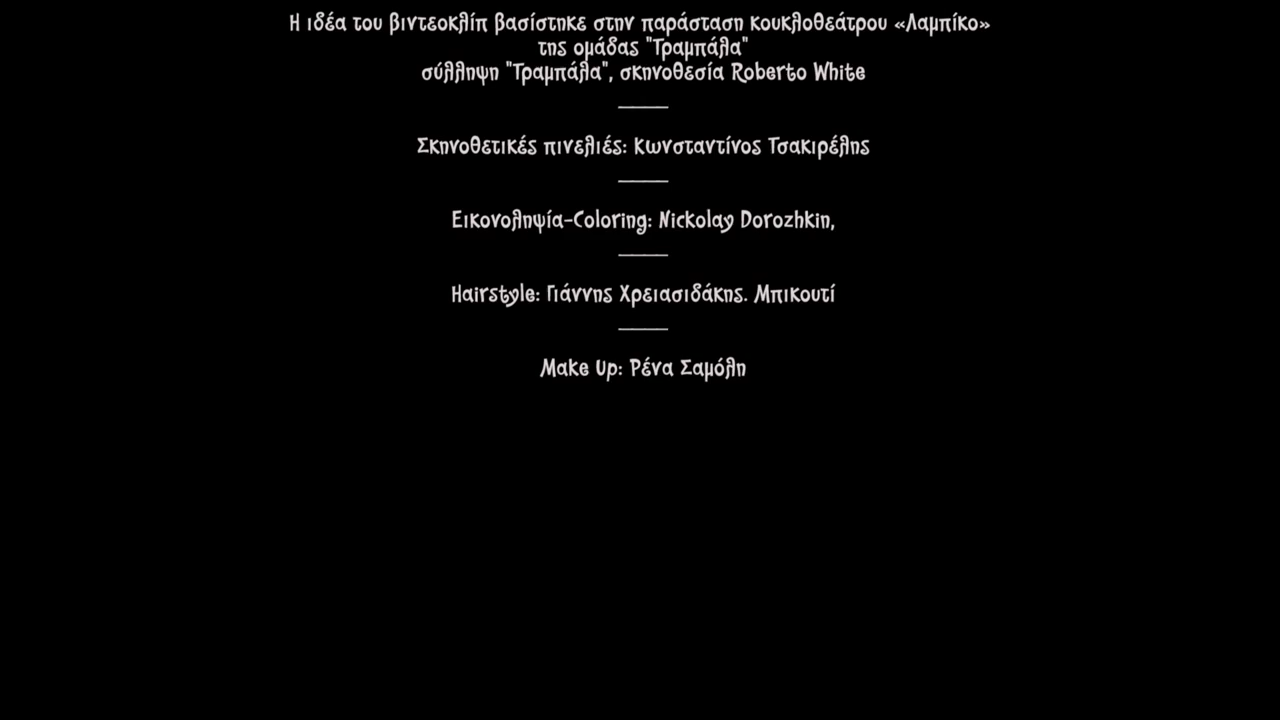 Η ιδέα του βιντεοκλίπ βασίστηκε στην παράσταση κουκλοθεάτρου «Λαμπίκο»
της ομάδας "Τραμπάλα"
σύλληψη "Τραμπάλα", σκηνοθεσία Roberto White
Σκηνοθετικές πινελιές: Κωνσταντίνος Τσακιρέλης
Εικονοληψία-Coloring: Nickolay Dorozhkin,
Hairstyle: Γιάννης Χρειασιδάκης. Μπικουτί
Make Up: Ρένα Σαμόλη